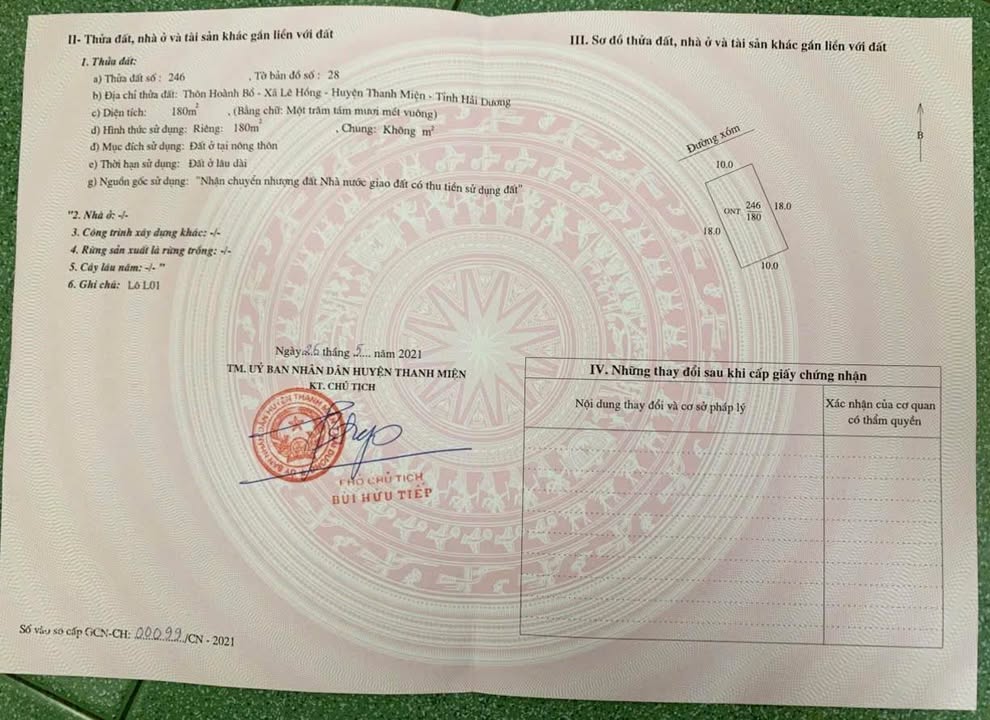 II- Thửa đất, nhà ở và tài sản khác gắn liền với đất
1. Thửa đất:
a) Thửa đất số : 246 , Tờ bản đồ số : 28
b) Địa chỉ thửa đất: Thôn Hoành Bồ - Xã Lê Hồng - Huyện Thanh Miện - Tỉnh Hải Dương
c) Diện tích: 180m² , (Bằng chữ: Một trăm tám mươi mét vuông)
d) Hình thức sử dụng: Riêng: 180m² , Chung: Không m²
đ) Mục đích sử dụng: Đất ở tại nông thôn
e) Thời hạn sử dụng: Đất ở lâu dài
g) Nguồn gốc sử dụng: "Nhận chuyển nhượng đất Nhà nước giao đất có thu tiền sử dụng đất"
"2. Nhà ở: -/-
3. Công trình xây dựng khác: -/-
4. Rừng sản xuất là rừng trồng: -/-
5. Cây lâu năm: -/- "
6. Ghi chú: Lô L01
Ngày 26 tháng 5 năm 2021
TM. UỶ BAN NHÂN DÂN HUYỆN THANH MIỆN
KT. CHỦ TỊCH
PHÓ CHỦ TỊCH
BÙI HỮU TIỆP
Số vào sổ cấp GCN-CH: 00099/CN - 2021
III. Sơ đồ thửa đất, nhà ở và tài sản khác gắn liền với đất
B
Đường xóm
10.0
ONT 246 18.0
180
18.0
10.0
IV. Những thay đổi sau khi cấp giấy chứng nhận
Nội dung thay đổi và cơ sở pháp lý
Xác nhận của cơ quan
có thẩm quyền